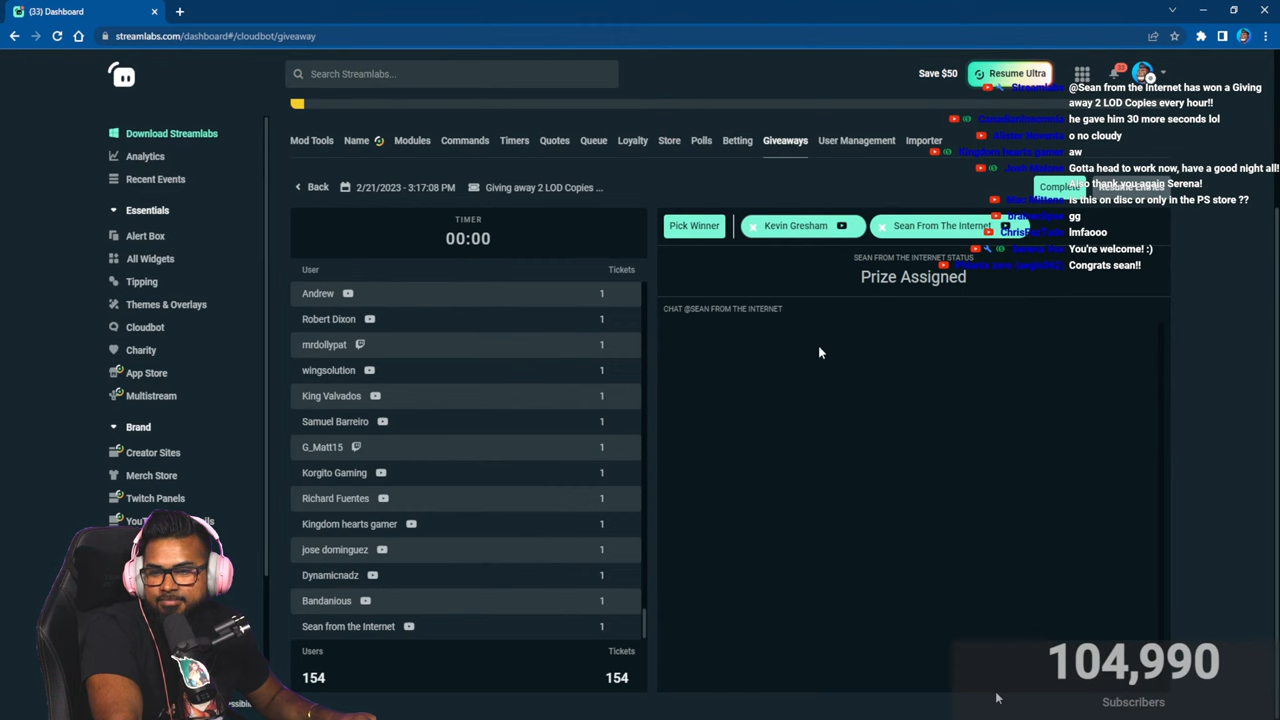 (33) Dashboard
streamlabs.com/dashboard#/cloudbot/giveaway
Search Streamlabs...
Save $50
Resume Ultra
Download Streamlabs
Analytics
Recent Events
Essentials
Alert Box
All Widgets
Tipping
Themes & Overlays
Cloudbot
Charity
App Store
Multistream
Brand
Creator Sites
Merch Store
Twitch Panels
Mod Tools
Name
Modules
Commands
Timers
Quotes
Queue
Loyalty
Store
Polls
Betting
Giveaways
User Management
Importer
Back
2/21/2023 - 3:17:08 PM
Giving away 2 LOD Copies ...
Complete
Resume Entries
TIMER
00:00
User Tickets
Andrew 1
Robert Dixon 1
mrdollypat 1
wingsolution 1
King Valvados 1
Samuel Barreiro 1
G_Matt15 1
Korgito Gaming 1
Richard Fuentes 1
Kingdom hearts gamer 1
jose dominguez 1
Dynamicnadz 1
Bandanious 1
Sean from the Internet 1
Users Tickets
154 154
Pick Winner
Kevin Gresham
Sean From The Internet
SEAN FROM THE INTERNET STATUS
Prize Assigned
CHAT @SEAN FROM THE INTERNET
Streamlabs @Sean from the Internet has won a Giving
away 2 LOD Copies every hour!!
he gave him 30 more seconds lol
o no cloudy
Kingdom hearts gamer aw
Gotta head to work now, have a good night all!
Also thank you again Serena!
Is this on disc or only in the PS store ??
gg
lmfaooo
You're welcome! :)
Congrats sean!!
104,990
Subscribers